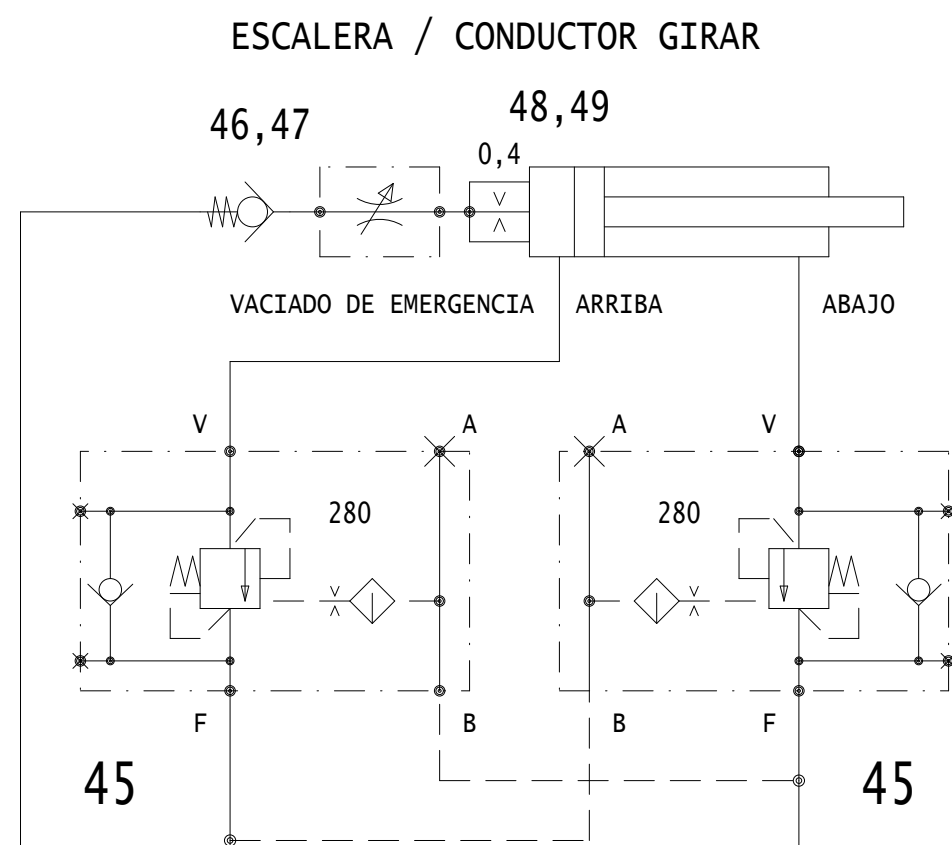 ESCALERA / CONDUCTOR GIRAR
46,47
48,49
0,4
VACIADO DE EMERGENCIA
ARRIBA
ABAJO
V
A
A
V
280
280
F
B
B
F
45
45